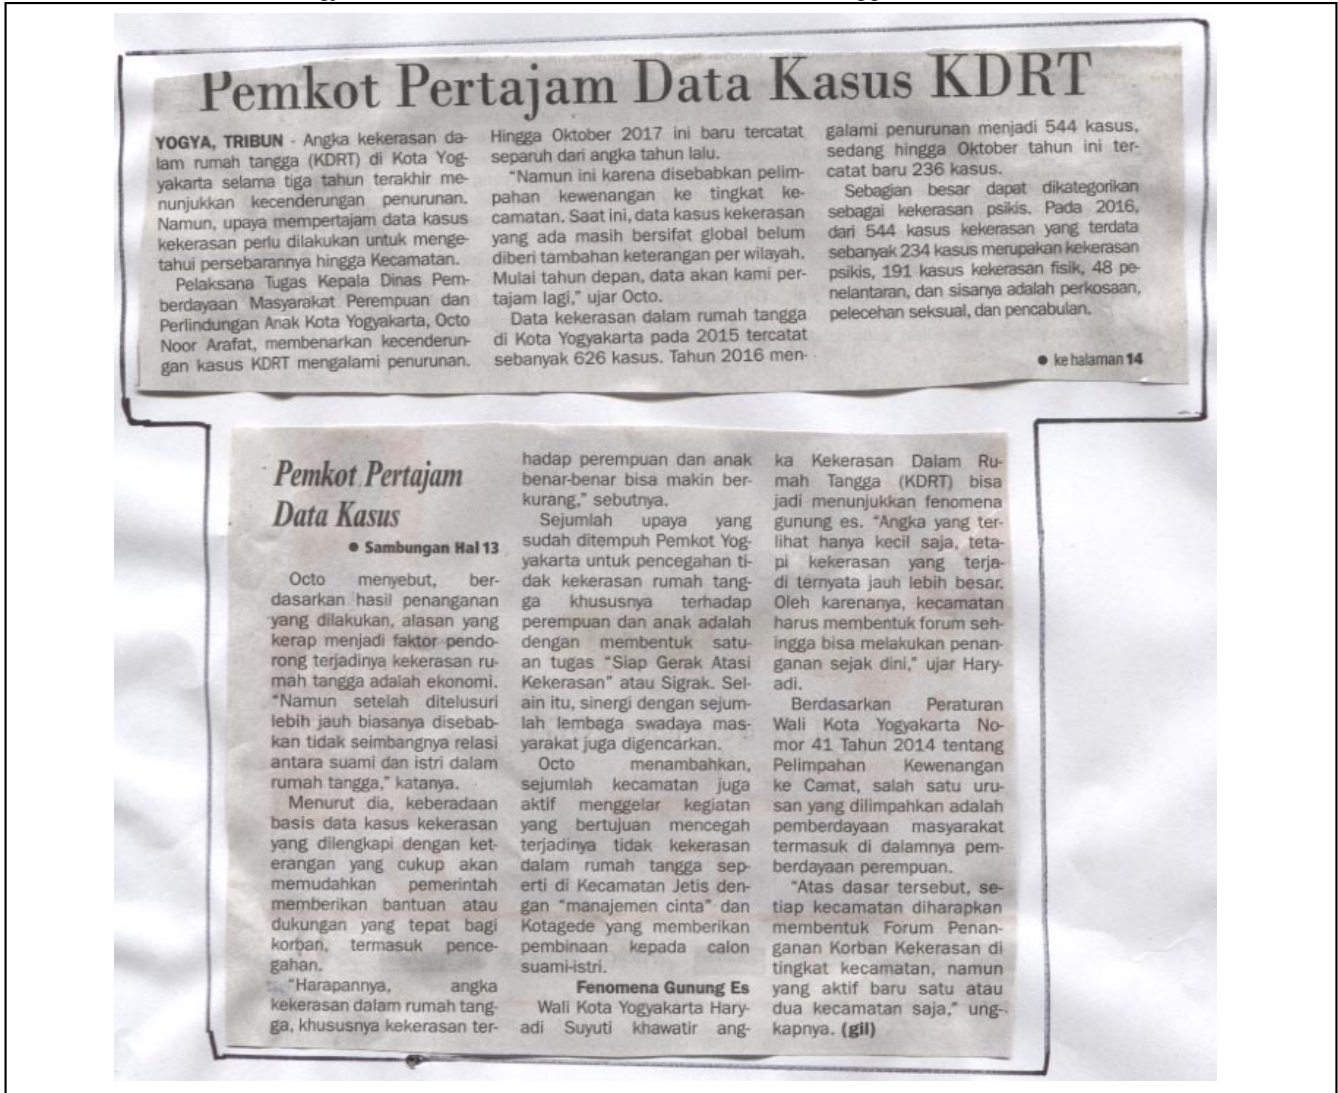 Pemkot Pertajam Data Kasus KDRT
YOGYA, TRIBUN - Angka kekerasan da-
lam rumah tangga (KDRT) di Kota Yog-
yakarta selama tiga tahun terakhir me-
nunjukkan kecenderungan penurunan.
Namun, upaya mempertajam data kasus
kekerasan perlu dilakukan untuk menge-
tahui persebarannya hingga Kecamatan.
Pelaksana Tugas Kepala Dinas Pem-
berdayaan Masyarakat Perempuan dan
Perlindungan Anak Kota Yogyakarta, Octo
Noor Arafat, membenarkan kecenderun-
gan kasus KDRT mengalami penurunan.
Hingga Oktober 2017 ini baru tercatat
separuh dari angka tahun lalu.
"Namun ini karena disebabkan pelim-
pahan kewenangan ke tingkat ke-
camatan. Saat ini, data kasus kekerasan
yang ada masih bersifat global belum
diberi tambahan keterangan per wilayah.
Mulai tahun depan, data akan kami per-
tajam lagi," ujar Octo.
Data kekerasan dalam rumah tangga
di Kota Yogyakarta pada 2015 tercatat
sebanyak 626 kasus. Tahun 2016 men-
galami penurunan menjadi 544 kasus,
sedang hingga Oktober tahun ini ter-
catat baru 236 kasus.
Sebagian besar dapat dikategorikan
sebagai kekerasan psikis. Pada 2016,
dari 544 kasus kekerasan yang terdata
sebanyak 234 kasus merupakan kekerasan
psikis, 191 kasus kekerasan fisik, 48 pe-
nelantaran, dan sisanya adalah perkosaan,
pelecehan seksual, dan pencabulan.
● ke halaman 14
Pemkot Pertajam
Data Kasus
● Sambungan Hal 13
Octo menyebut, ber-
dasarkan hasil penanganan
yang dilakukan, alasan yang
kerap menjadi faktor pendo-
rong terjadinya kekerasan ru-
mah tangga adalah ekonomi.
"Namun setelah ditelusuri
lebih jauh biasanya disebab-
kan tidak seimbangnya relasi
antara suami dan istri dalam
rumah tangga," katanya.
Menurut dia, keberadaan
basis data kasus kekerasan
yang dilengkapi dengan ket-
erangan yang cukup akan
memudahkan pemerintah
memberikan bantuan atau
dukungan yang tepat bagi
korban, termasuk pence-
gahan.
"Harapannya, angka
kekerasan dalam rumah tang-
ga, khususnya kekerasan ter-
hadap perempuan dan anak
benar-benar bisa makin ber-
kurang," sebutnya.
Sejumlah upaya yang
sudah ditempuh Pemkot Yog-
yakarta untuk pencegahan ti-
dak kekerasan rumah tang-
ga khususnya terhadap
perempuan dan anak adalah
dengan membentuk satu-
an tugas "Siap Gerak Atasi
Kekerasan" atau Sigrak. Sel-
ain itu, sinergi dengan sejum-
lah lembaga swadaya mas-
yarakat juga digencarkan.
Octo menambahkan,
sejumlah kecamatan juga
aktif menggelar kegiatan
yang bertujuan mencegah
terjadinya tidak kekerasan
dalam rumah tangga sep-
erti di Kecamatan Jetis den-
gan "manajemen cinta" dan
Kotagede yang memberikan
pembinaan kepada calon
suami-istri.
Fenomena Gunung Es
Wali Kota Yogyakarta Hary-
adi Suyuti khawatir ang-
ka Kekerasan Dalam Ru-
mah Tangga (KDRT) bisa
jadi menunjukkan fenomena
gunung es. "Angka yang ter-
lihat hanya kecil saja, teta-
pi kekerasan yang terja-
di ternyata jauh lebih besar.
Oleh karenanya, kecamatan
harus membentuk forum seh-
ingga bisa melakukan penan-
ganan sejak dini," ujar Hary-
adi.
Berdasarkan Peraturan
Wali Kota Yogyakarta No-
mor 41 Tahun 2014 tentang
Pelimpahan Kewenangan
ke Camat, salah satu uru-
san yang dilimpahkan adalah
pemberdayaan masyarakat
termasuk di dalamnya pem-
berdayaan perempuan.
"Atas dasar tersebut, se-
tiap kecamatan diharapkan
membentuk Forum Penan-
ganan Korban Kekerasan di
tingkat kecamatan, namun
yang aktif baru satu atau
dua kecamatan saja," ung-
kapnya. (gil)